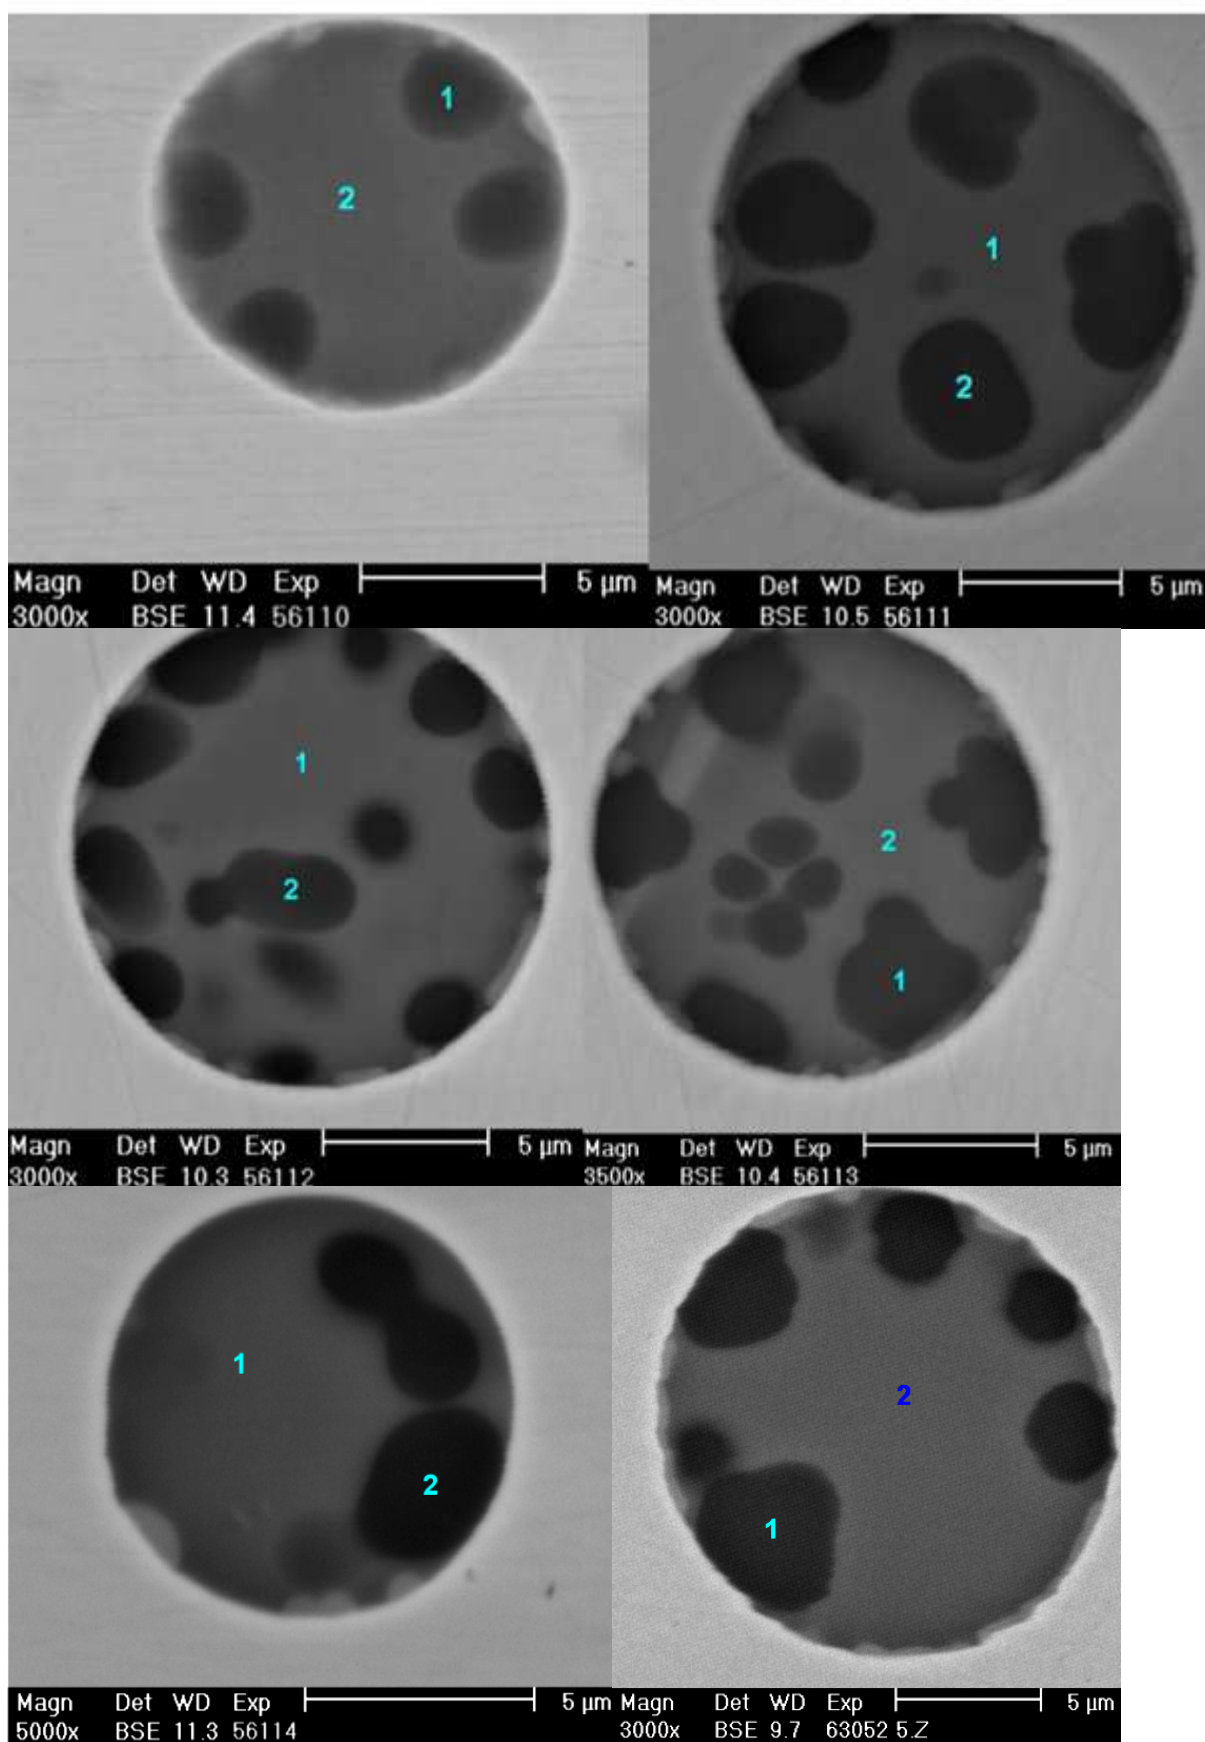 1
2
1
2
Magn Det WD Exp 5 µm
3000x BSE 11.4 56110
Magn Det WD Exp 5 µm
3000x BSE 10.5 56111
1
2
2
1
Magn Det WD Exp 5 µm
3000x BSE 10.3 56112
Magn Det WD Exp 5 µm
3500x BSE 10.4 56113
1
2
2
1
Magn Det WD Exp 5 µm
5000x BSE 11.3 56114
Magn Det WD Exp 5 µm
3000x BSE 9.7 63052 5.Z